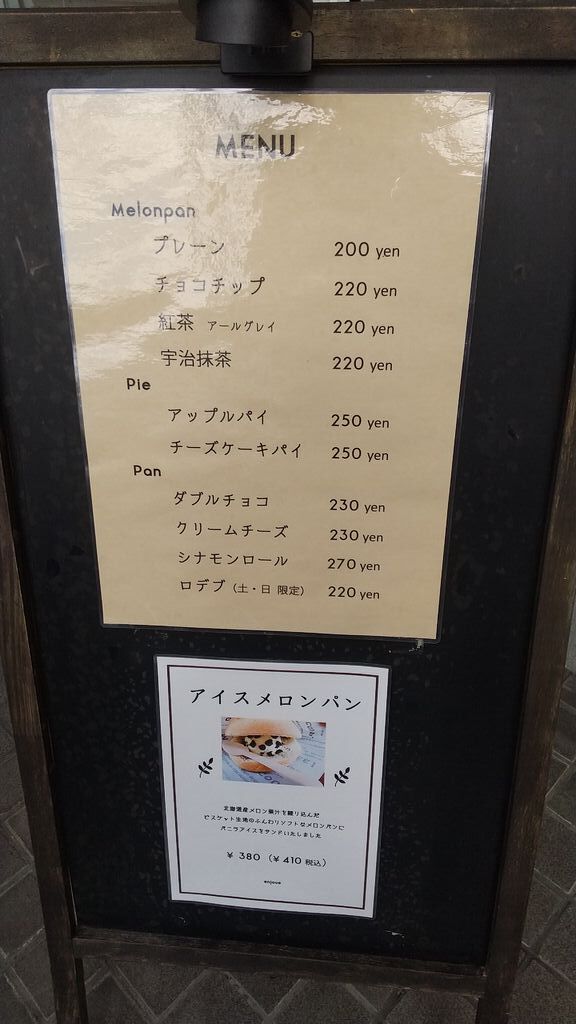 MENU
Melonpan
プレーン 200 yen
チョコチップ 220 yen
紅茶 アールグレイ 220 yen
宇治抹茶 220 yen
Pie
アップルパイ 250 yen
チーズケーキパイ 250 yen
Pan
ダブルチョコ 230 yen
クリームチーズ 230 yen
シナモンロール 270 yen
ロデブ (土・日 限定) 220 yen
アイスメロンパン
北海道産メロン果汁を練り込んだ
ビスケット生地のふんわりソフトなメロンパンに
バニラアイスをサンドいたしました
¥ 380 (¥ 410 税込)